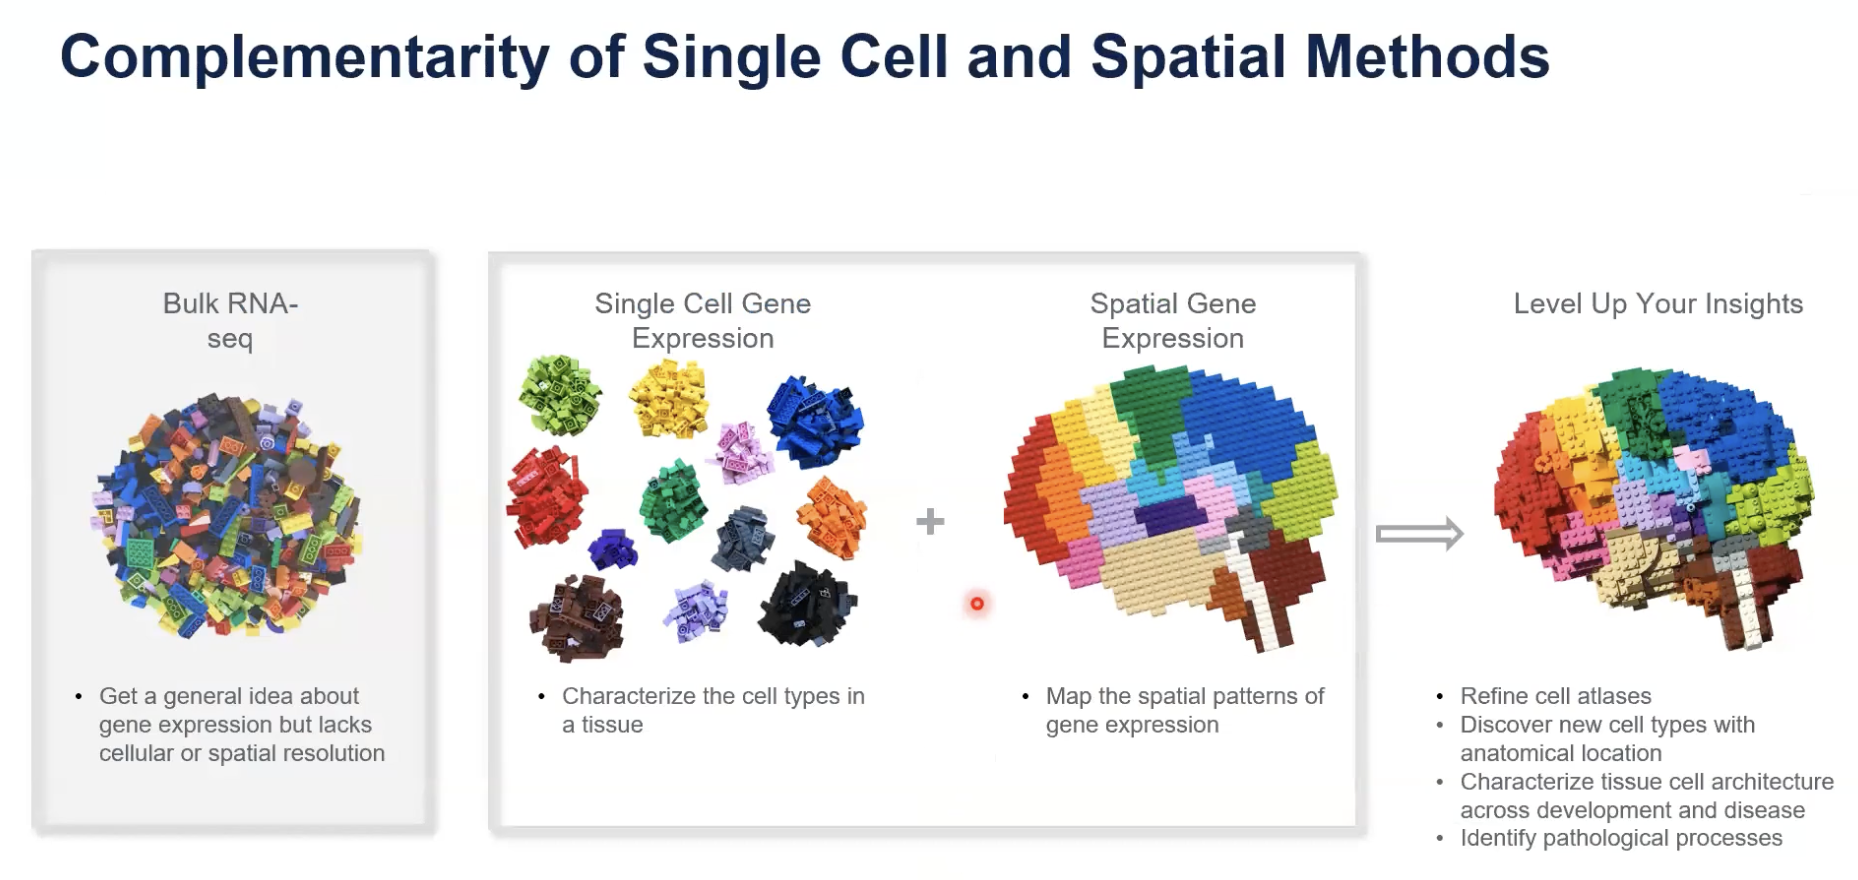 Complementarity of Single Cell and Spatial Methods
Bulk RNA-
seq
• Get a general idea about
gene expression but lacks
cellular or spatial resolution
Single Cell Gene
Expression
• Characterize the cell types in
a tissue
+
Spatial Gene
Expression
• Map the spatial patterns of
gene expression
Level Up Your Insights
• Refine cell atlases
• Discover new cell types with
anatomical location
• Characterize tissue cell architecture
across development and disease
• Identify pathological processes